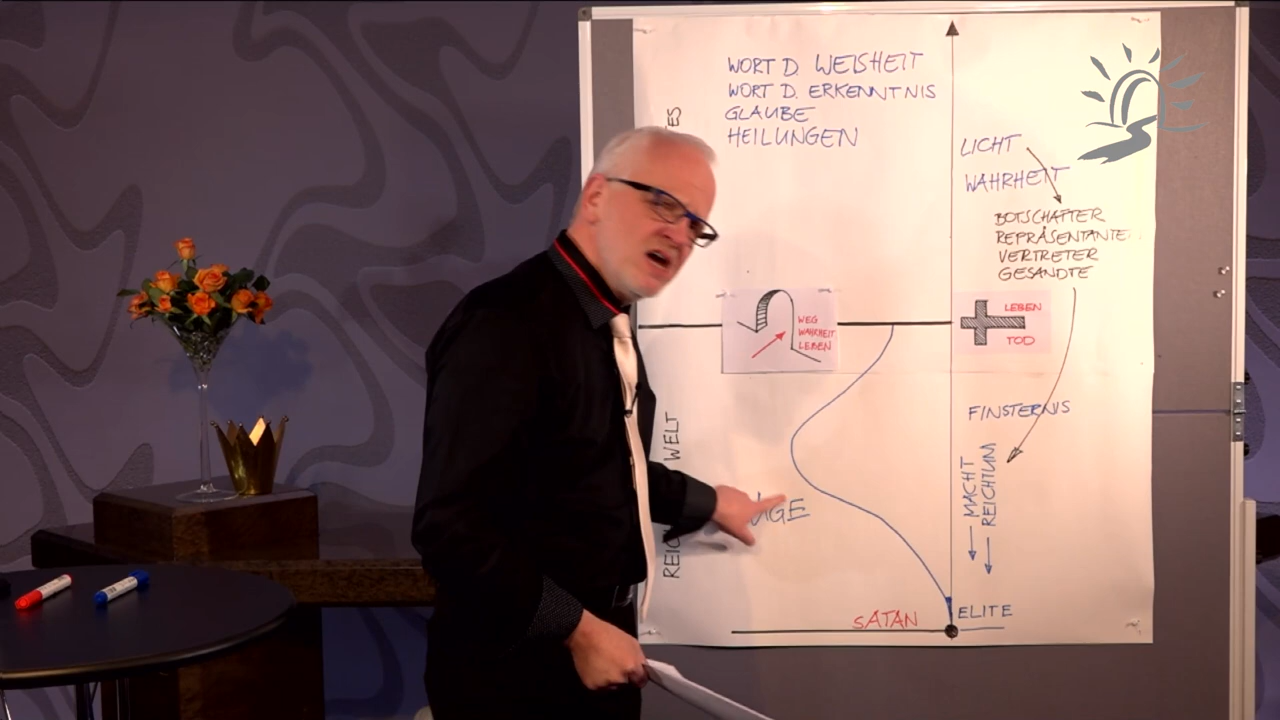 WORT D. WEISHEIT
WORT D. ERKENNTNIS
GLAUBE
HEILUNGEN
LICHT
WAHRHEIT
BOTSCHAFTER
REPRÄSENTANTE
VERTRETER
GESANDTE
WEG
WAHRHEIT
LEBEN
LEBEN
TOD
WELT
FINSTERNIS
MACHT
REICHTUM
SATAN
ELITE